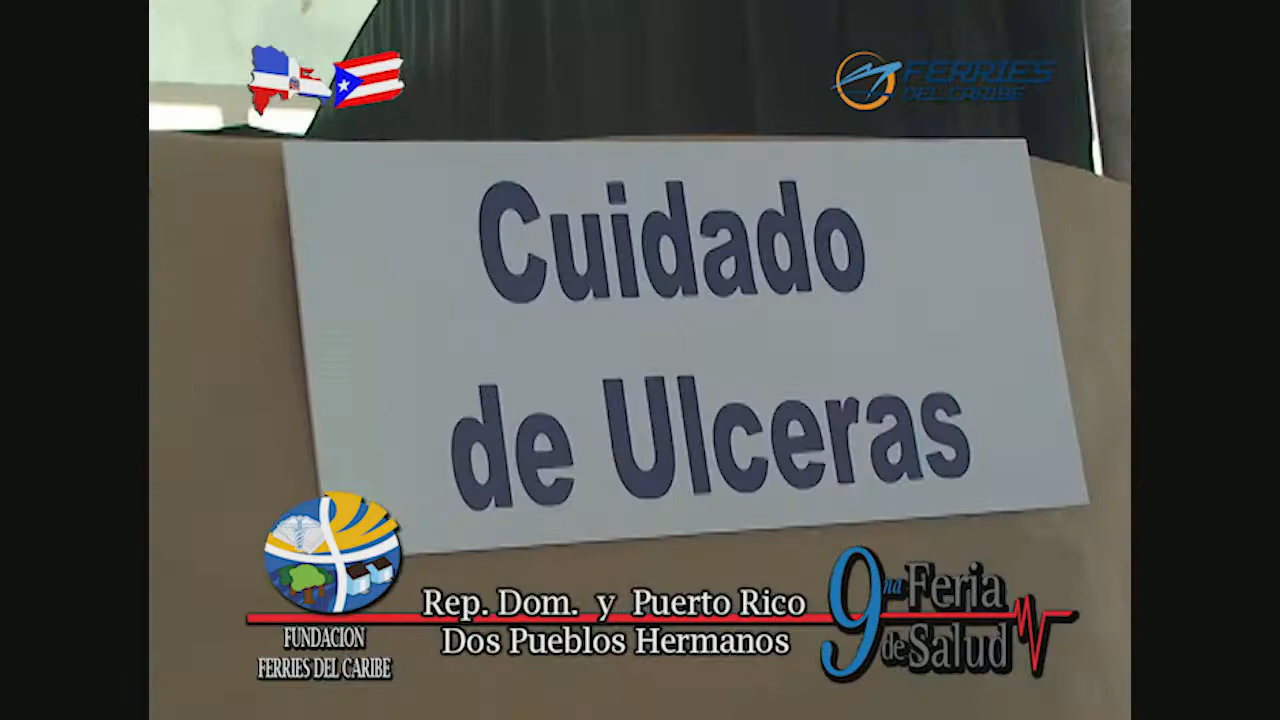 FERRIES
DEL CARIBE
Cuidado
de Ulceras
Rep. Dom. y Puerto Rico
Dos Pueblos Hermanos
9na Feria
de Salud
FUNDACION
FERRIES DEL CARIBE